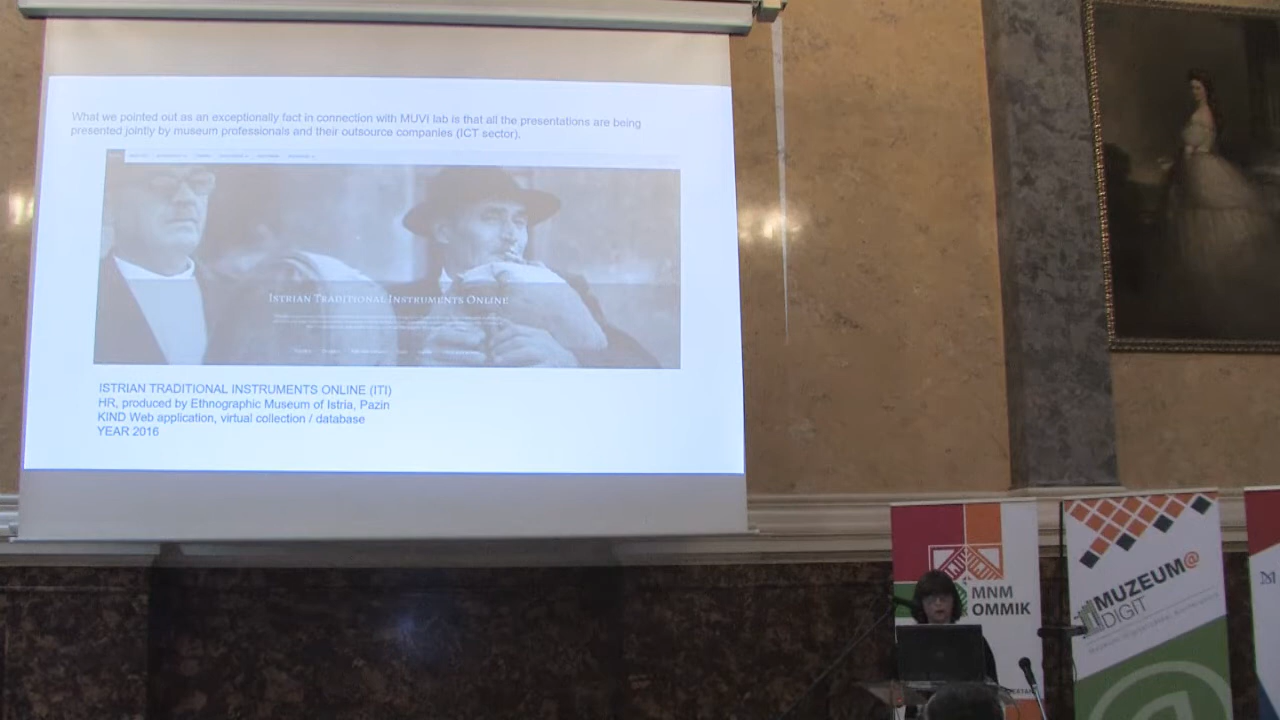 What we pointed out as an exceptionally fact in connection with MUVI lab is that all the presentations are being
presented jointly by museum professionals and their outsource companies (ICT sector).
ISTRIAN TRADITIONAL INSTRUMENTS ONLINE
ISTRIAN TRADITIONAL INSTRUMENTS ONLINE (ITI)
HR, produced by Ethnographic Museum of Istria, Pazin
KIND Web application, virtual collection / database
YEAR 2016
MNM
OMMIK
MUZEUM@
DIGIT